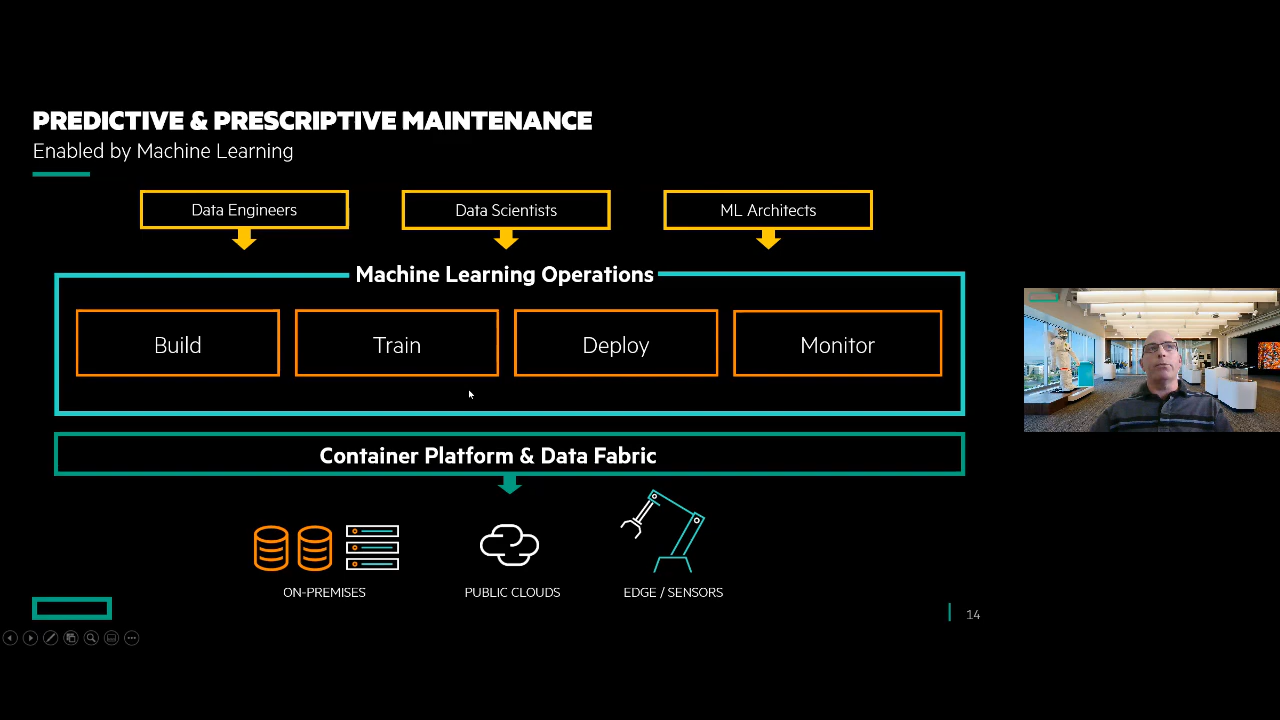 PREDICTIVE & PRESCRIPTIVE MAINTENANCE
Enabled by Machine Learning
Data Engineers
Data Scientists
ML Architects
Machine Learning Operations
Build
Train
Deploy
Monitor
Container Platform & Data Fabric
ON-PREMISES
PUBLIC CLOUDS
EDGE / SENSORS
14